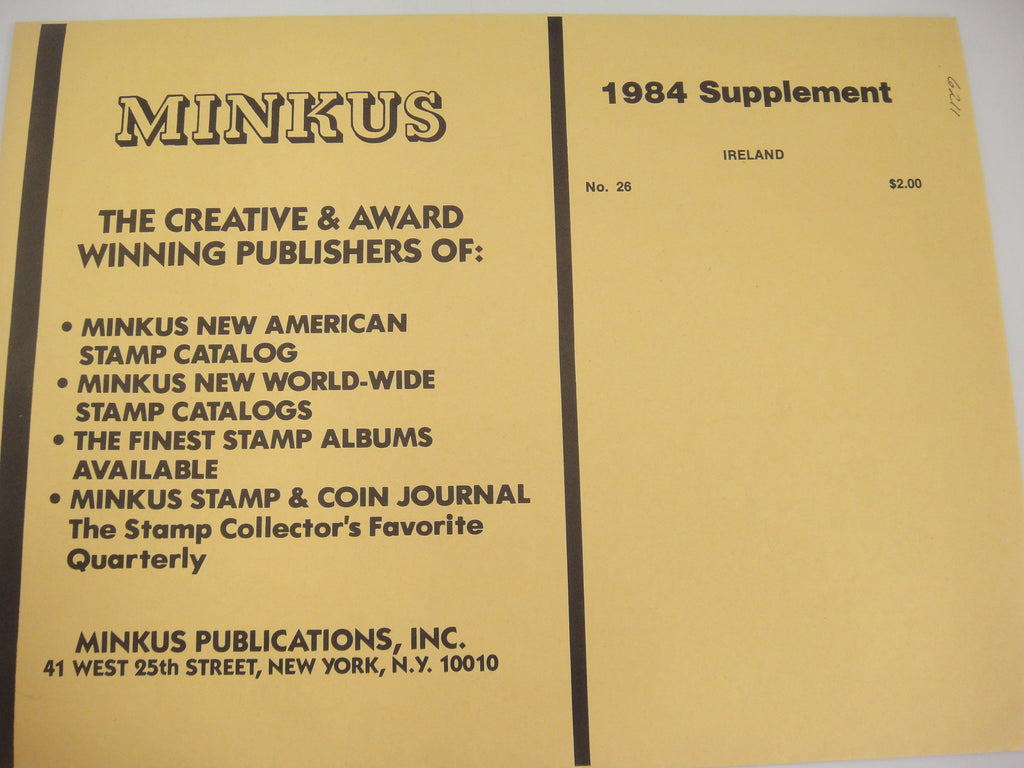 MINKUS
THE CREATIVE & AWARD
WINNING PUBLISHERS OF:
• MINKUS NEW AMERICAN
STAMP CATALOG
• MINKUS NEW WORLD-WIDE
STAMP CATALOGS
• THE FINEST STAMP ALBUMS
AVAILABLE
• MINKUS STAMP & COIN JOURNAL
The Stamp Collector's Favorite
Quarterly
MINKUS PUBLICATIONS, INC.
41 WEST 25th STREET, NEW YORK, N.Y. 10010
1984 Supplement
IRELAND
No. 26 $2.00
6211